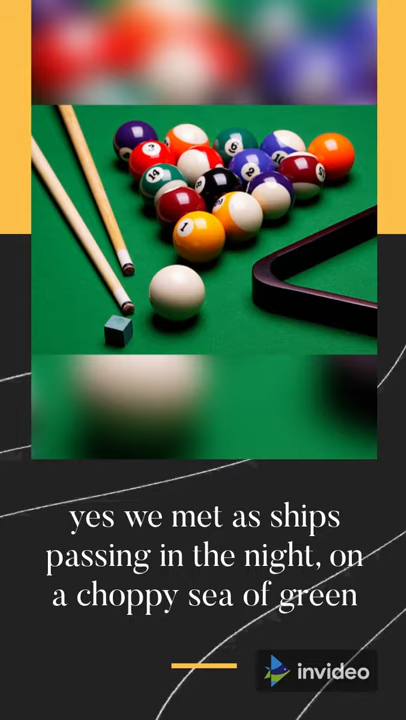 yes we met as ships
passing in the night, on
a choppy sea of green
invideo